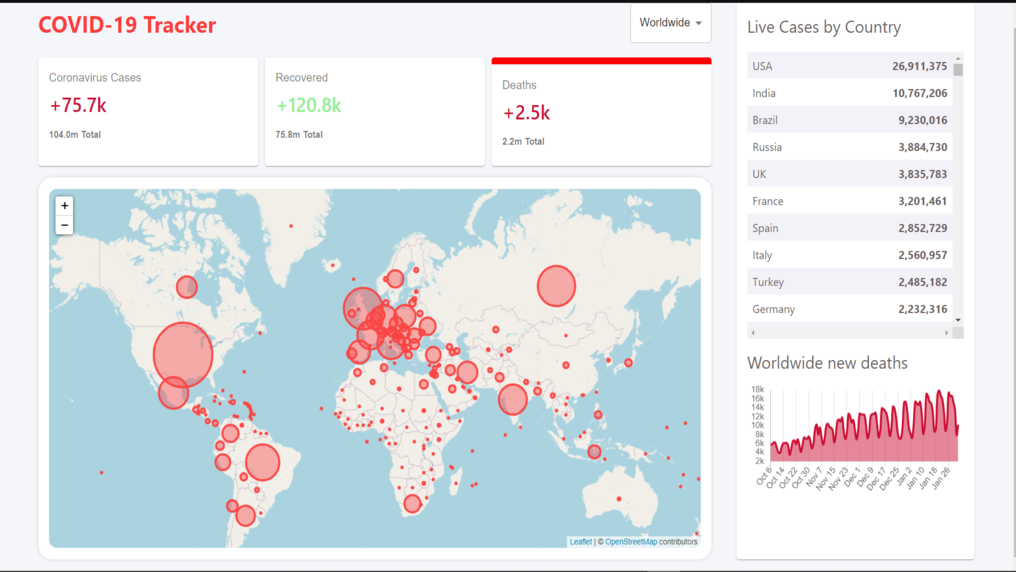 COVID-19 Tracker
Worldwide
Coronavirus Cases
+75.7k
104.0m Total
Recovered
+120.8k
75.8m Total
Deaths
+2.5k
2.2m Total
+
−
Leaflet | © OpenStreetMap contributors
Live Cases by Country
USA 26,911,375
India 10,767,206
Brazil 9,230,016
Russia 3,884,730
UK 3,835,783
France 3,201,461
Spain 2,852,729
Italy 2,560,957
Turkey 2,485,182
Germany 2,232,316
Worldwide new deaths
18k
16k
14k
12k
10k
8k
6k
4k
2k
Oct 6 Oct 14 Oct 22 Oct 30 Nov 7 Nov 15 Nov 23 Dec 1 Dec 9 Dec 17 Dec 25 Jan 2 Jan 10 Jan 18 Jan 26